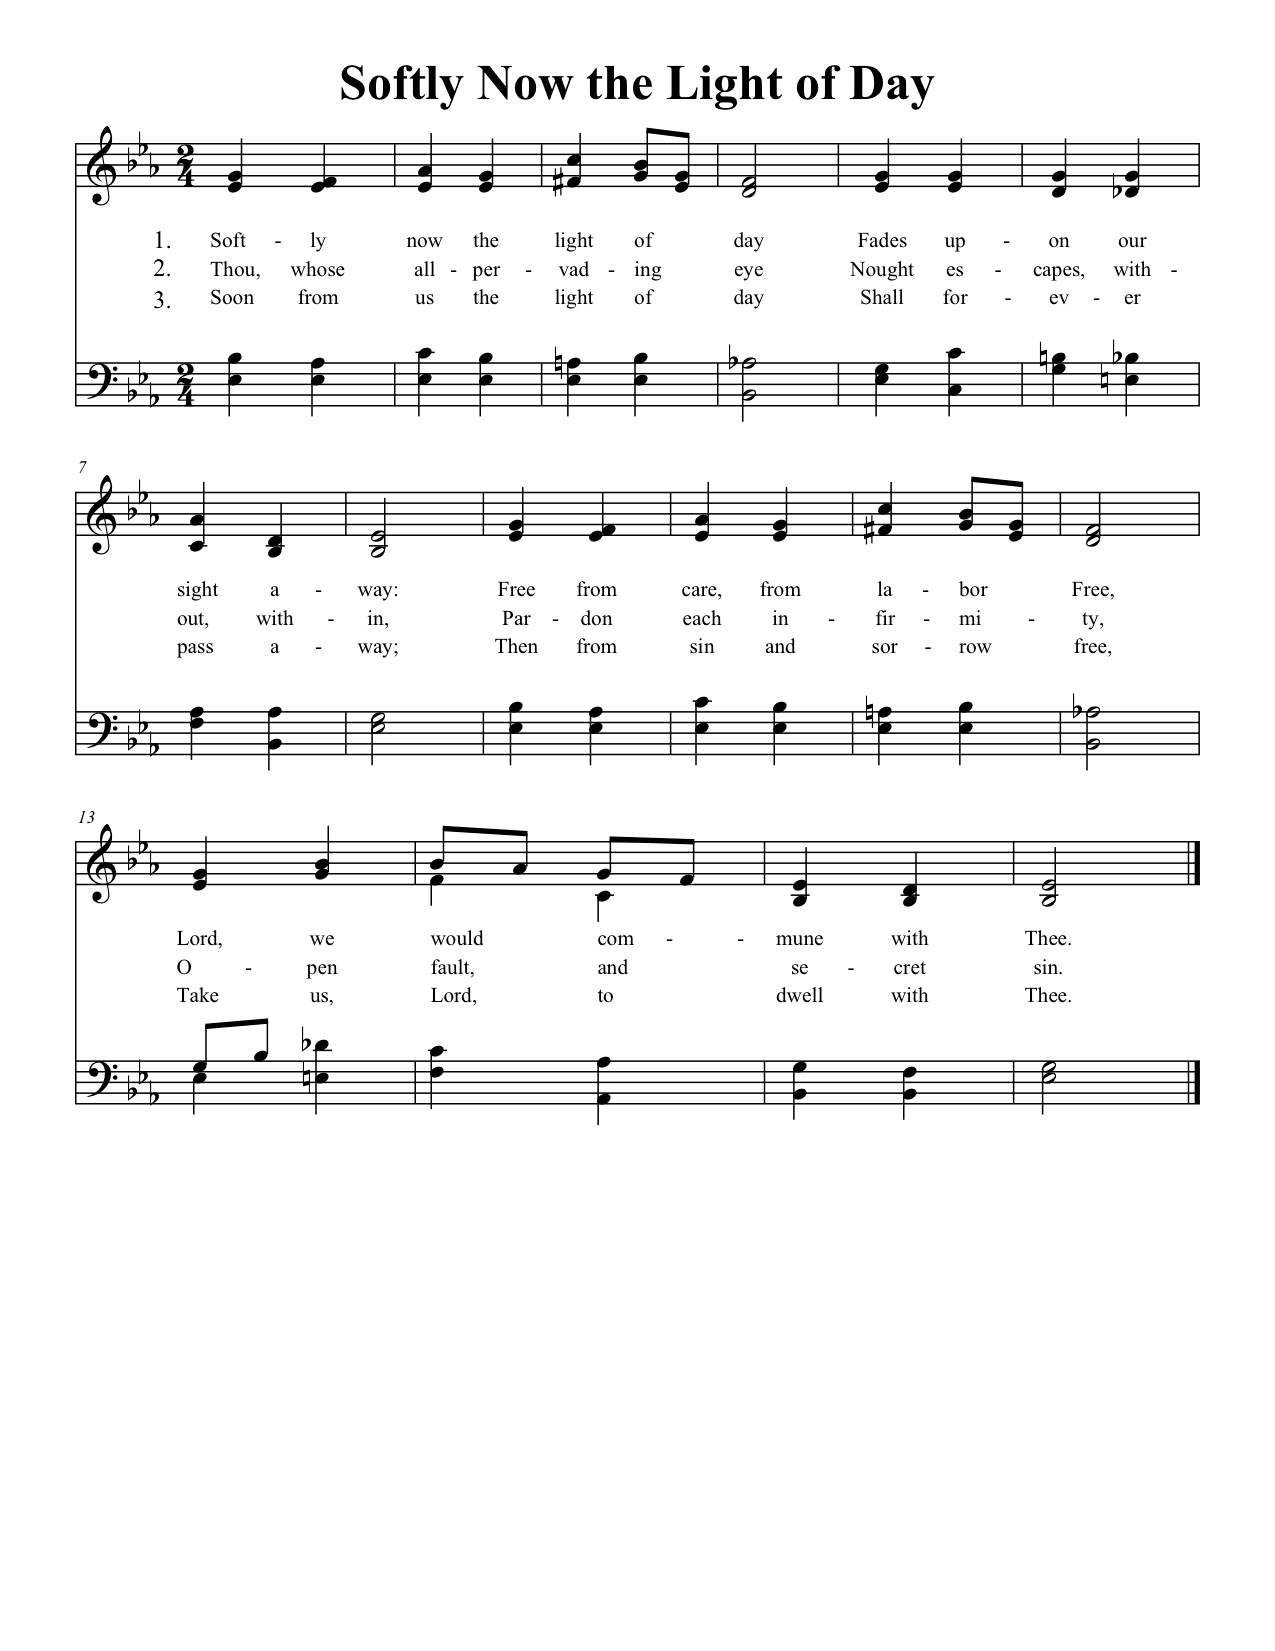 Softly Now the Light of Day
2
4
1. Soft - ly now the light of day Fades up - on our
2. Thou, whose all - per - vad - ing eye Nought es - capes, with -
3. Soon from us the light of day Shall for - ev - er
2
4
7
sight a - way: Free from care, from la - bor Free,
out, with - in, Par - don each in - fir - mi - ty,
pass a - way; Then from sin and sor - row free,
13
Lord, we would com - - mune with Thee.
O - pen fault, and se - cret sin.
Take us, Lord, to dwell with Thee.